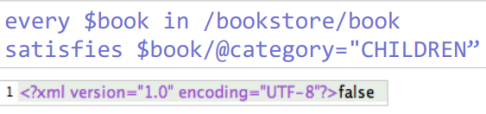 every $book in /bookstore/book
satisfies $book/@category="CHILDREN”
1 <?xml version="1.0" encoding="UTF-8"?>false